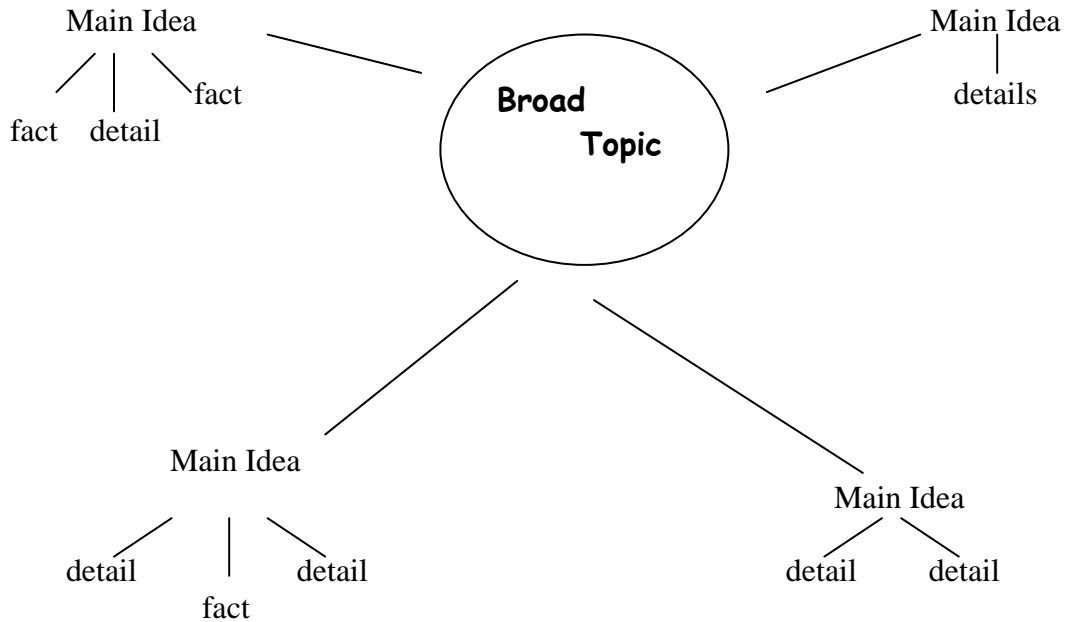 Main Idea
fact
detail
fact
Broad
Topic
Main Idea
details
Main Idea
detail
fact
detail
Main Idea
detail
detail